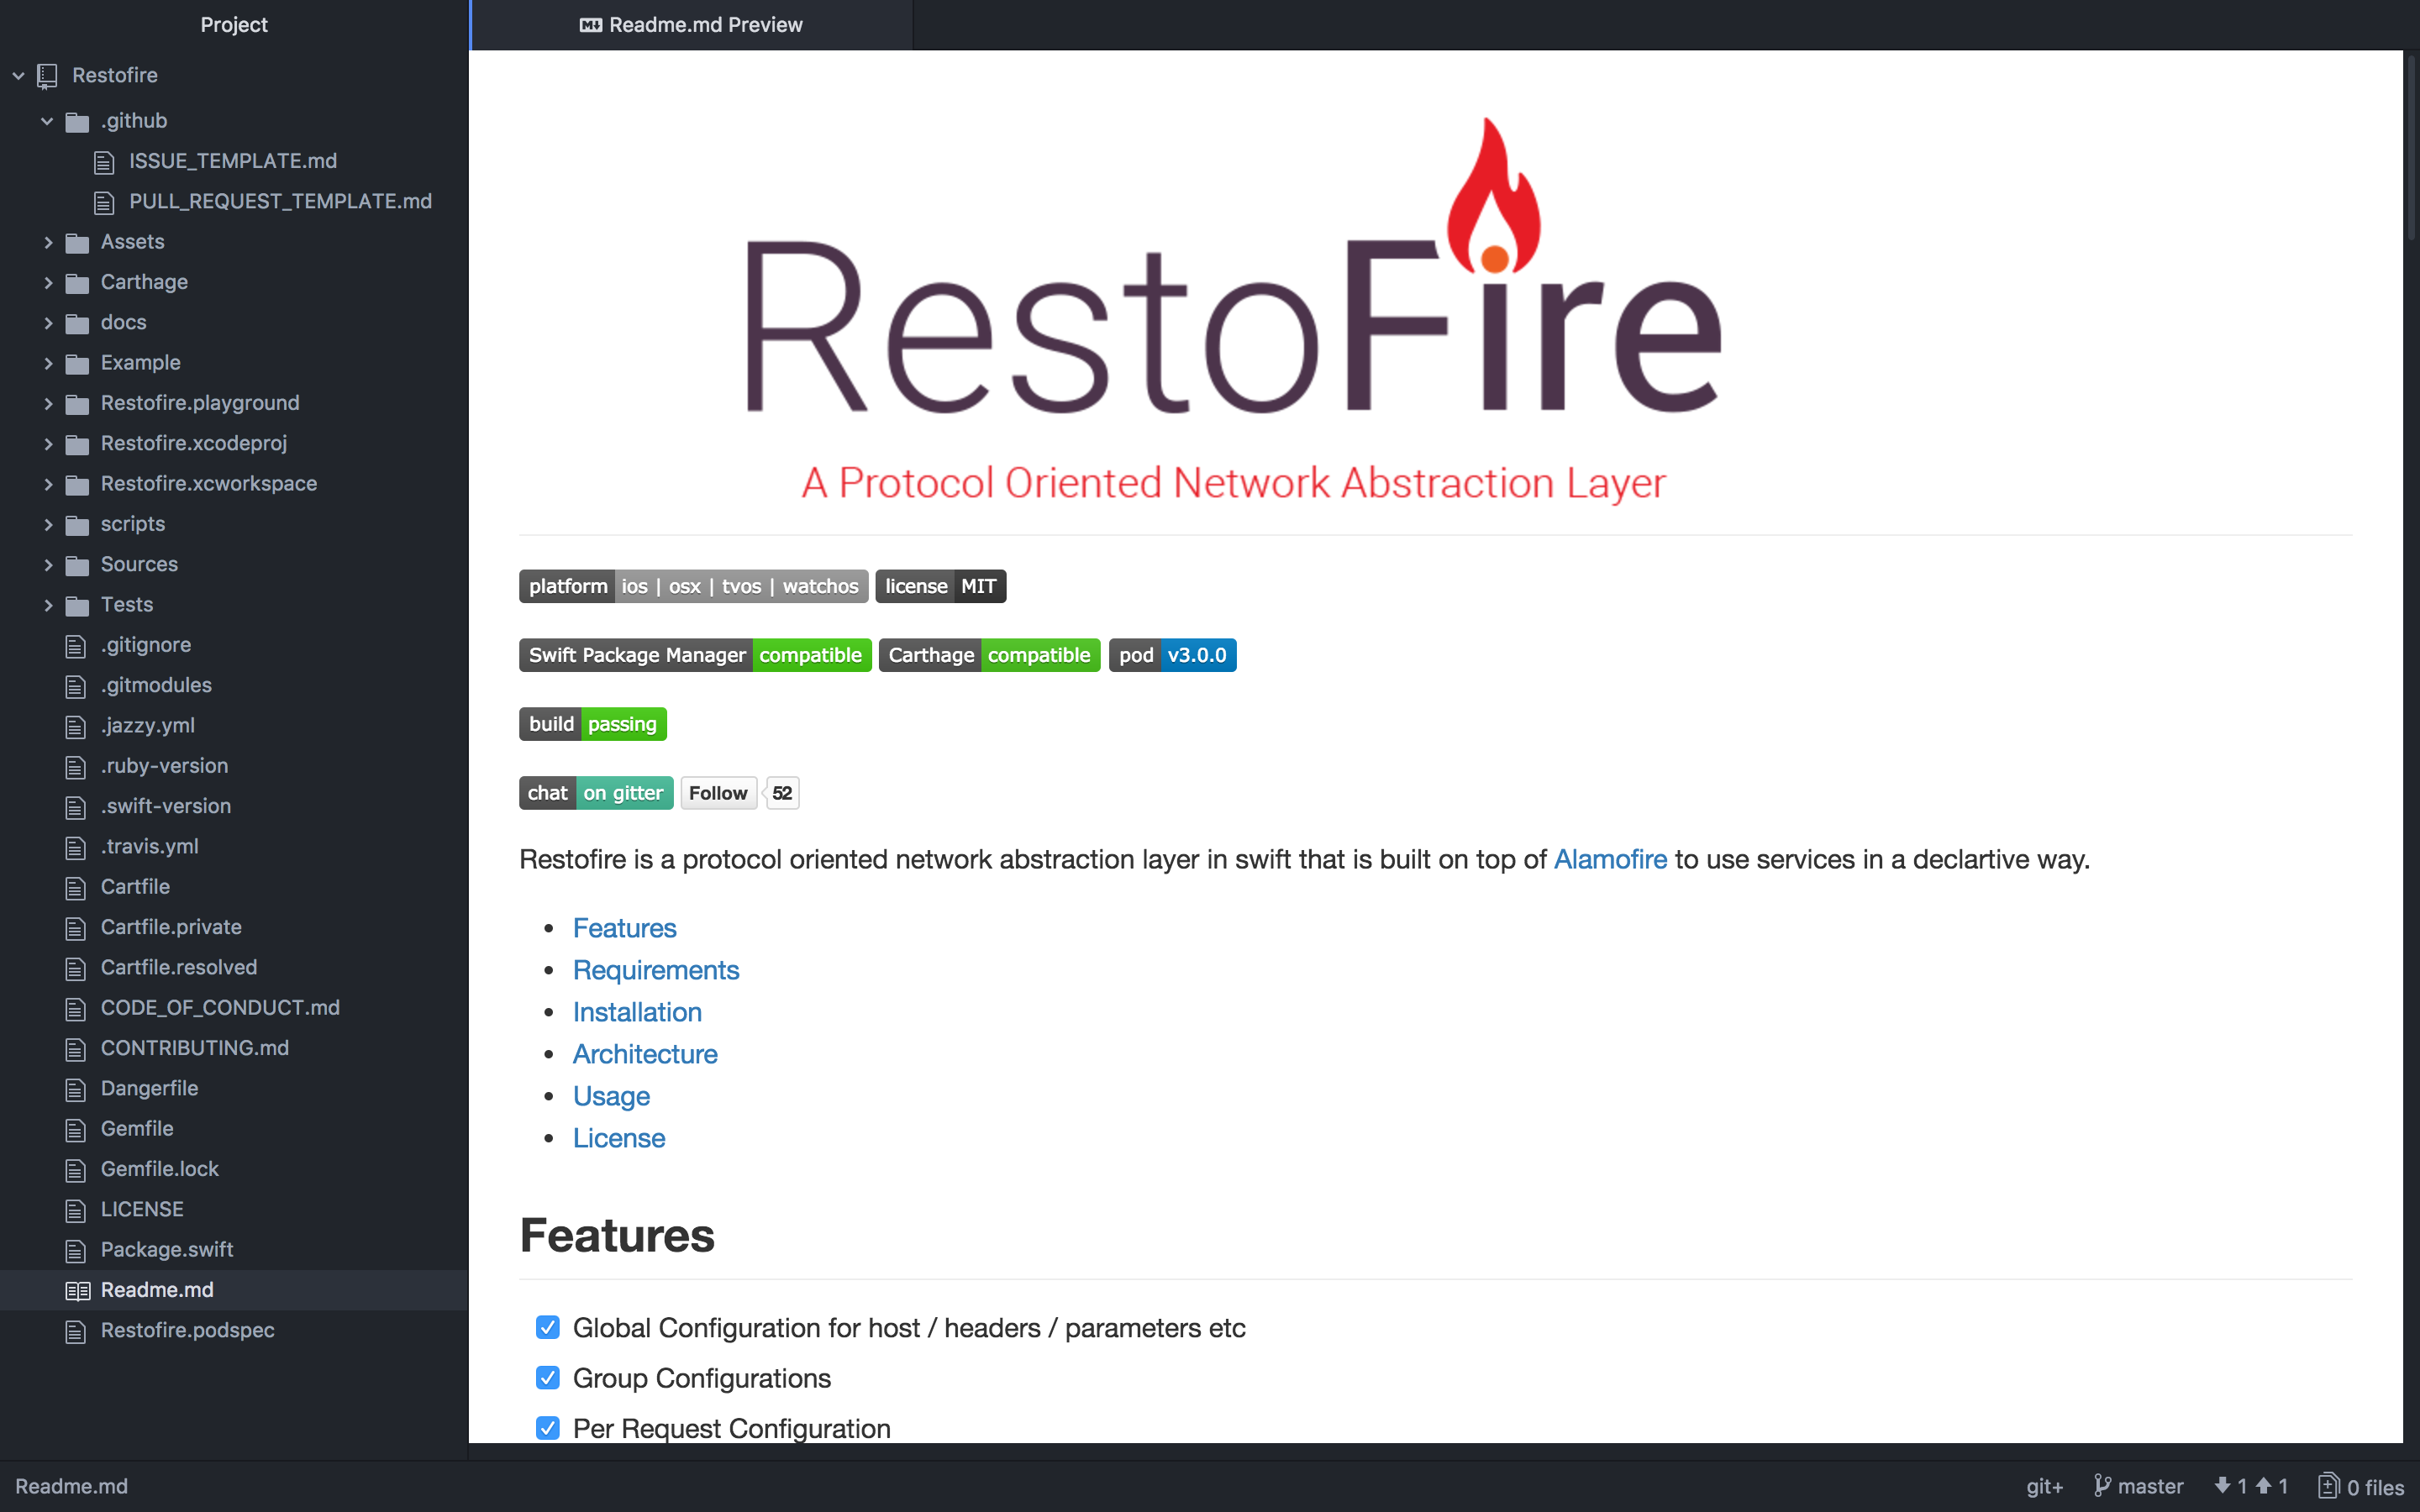 Project
Restofire
.github
ISSUE_TEMPLATE.md
PULL_REQUEST_TEMPLATE.md
Assets
Carthage
docs
Example
Restofire.playground
Restofire.xcodeproj
Restofire.xcworkspace
scripts
Sources
Tests
.gitignore
.gitmodules
.jazzy.yml
.ruby-version
.swift-version
.travis.yml
Cartfile
Cartfile.private
Cartfile.resolved
CODE_OF_CONDUCT.md
CONTRIBUTING.md
Dangerfile
Gemfile
Gemfile.lock
LICENSE
Package.swift
Readme.md
Restofire.podspec
Readme.md Preview
RestoFire
A Protocol Oriented Network Abstraction Layer
platform ios | osx | tvos | watchos license MIT
Swift Package Manager compatible Carthage compatible pod v3.0.0
build passing
chat on gitter Follow 52
Restofire is a protocol oriented network abstraction layer in swift that is built on top of Alamofire to use services in a declartive way.
• Features
• Requirements
• Installation
• Architecture
• Usage
• License
Features
Global Configuration for host / headers / parameters etc
Group Configurations
Per Request Configuration
Readme.md git+ master 1 1 0 files